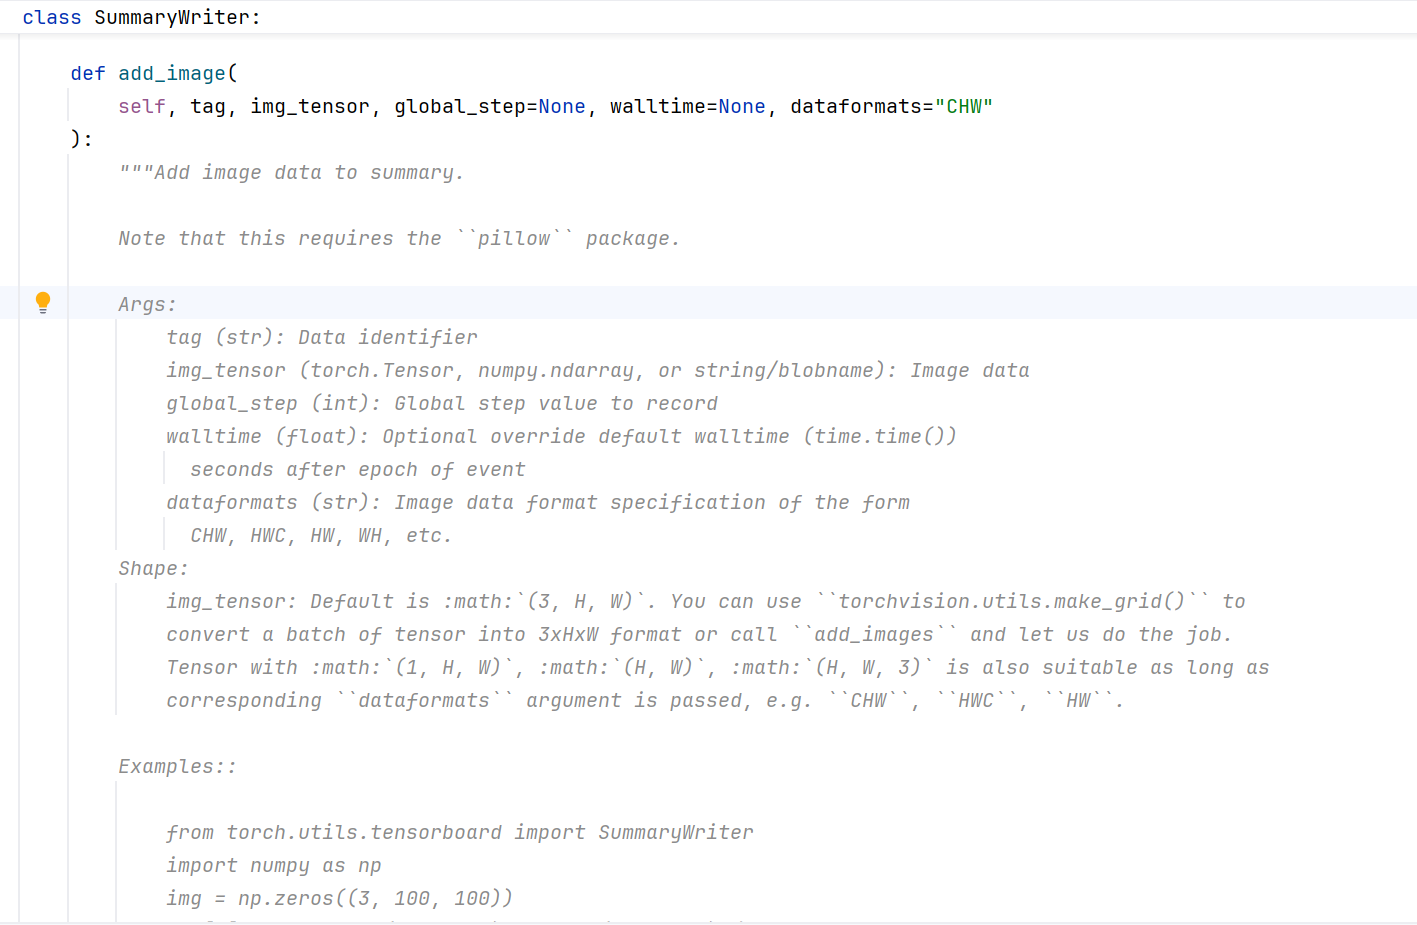 class SummaryWriter:
def add_image(
self, tag, img_tensor, global_step=None, walltime=None, dataformats="CHW"
):
"""Add image data to summary.
Note that this requires the ``pillow`` package.
Args:
tag (str): Data identifier
img_tensor (torch.Tensor, numpy.ndarray, or string/blobname): Image data
global_step (int): Global step value to record
walltime (float): Optional override default walltime (time.time())
seconds after epoch of event
dataformats (str): Image data format specification of the form
CHW, HWC, HW, WH, etc.
Shape:
img_tensor: Default is :math:`(3, H, W)`. You can use ``torchvision.utils.make_grid()`` to
convert a batch of tensor into 3xHxW format or call ``add_images`` and let us do the job.
Tensor with :math:`(1, H, W)`, :math:`(H, W)`, :math:`(H, W, 3)` is also suitable as long as
corresponding ``dataformats`` argument is passed, e.g. ``CHW``, ``HWC``, ``HW``.
Examples::
from torch.utils.tensorboard import SummaryWriter
import numpy as np
img = np.zeros((3, 100, 100))